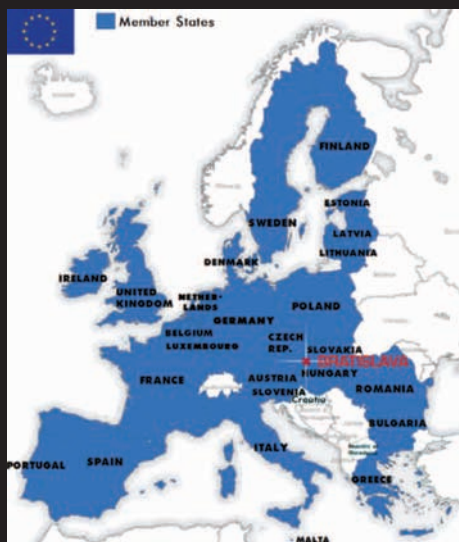 Member States
FINLAND
ESTONIA
SWEDEN
LATVIA
DENMARK
LITHUANIA
IRELAND
UNITED
KINGDOM
NETHER-
LANDS
POLAND
GERMANY
BELGIUM
CZECH
REP.
LUXEMBOURG
SLOVAKIA
BRATISLAVA
HUNGARY
FRANCE
AUSTRIA
SLOVENIA
ROMANIA
Croatia
BULGARIA
ITALY
PORTUGAL
SPAIN
GREECE
MALTA